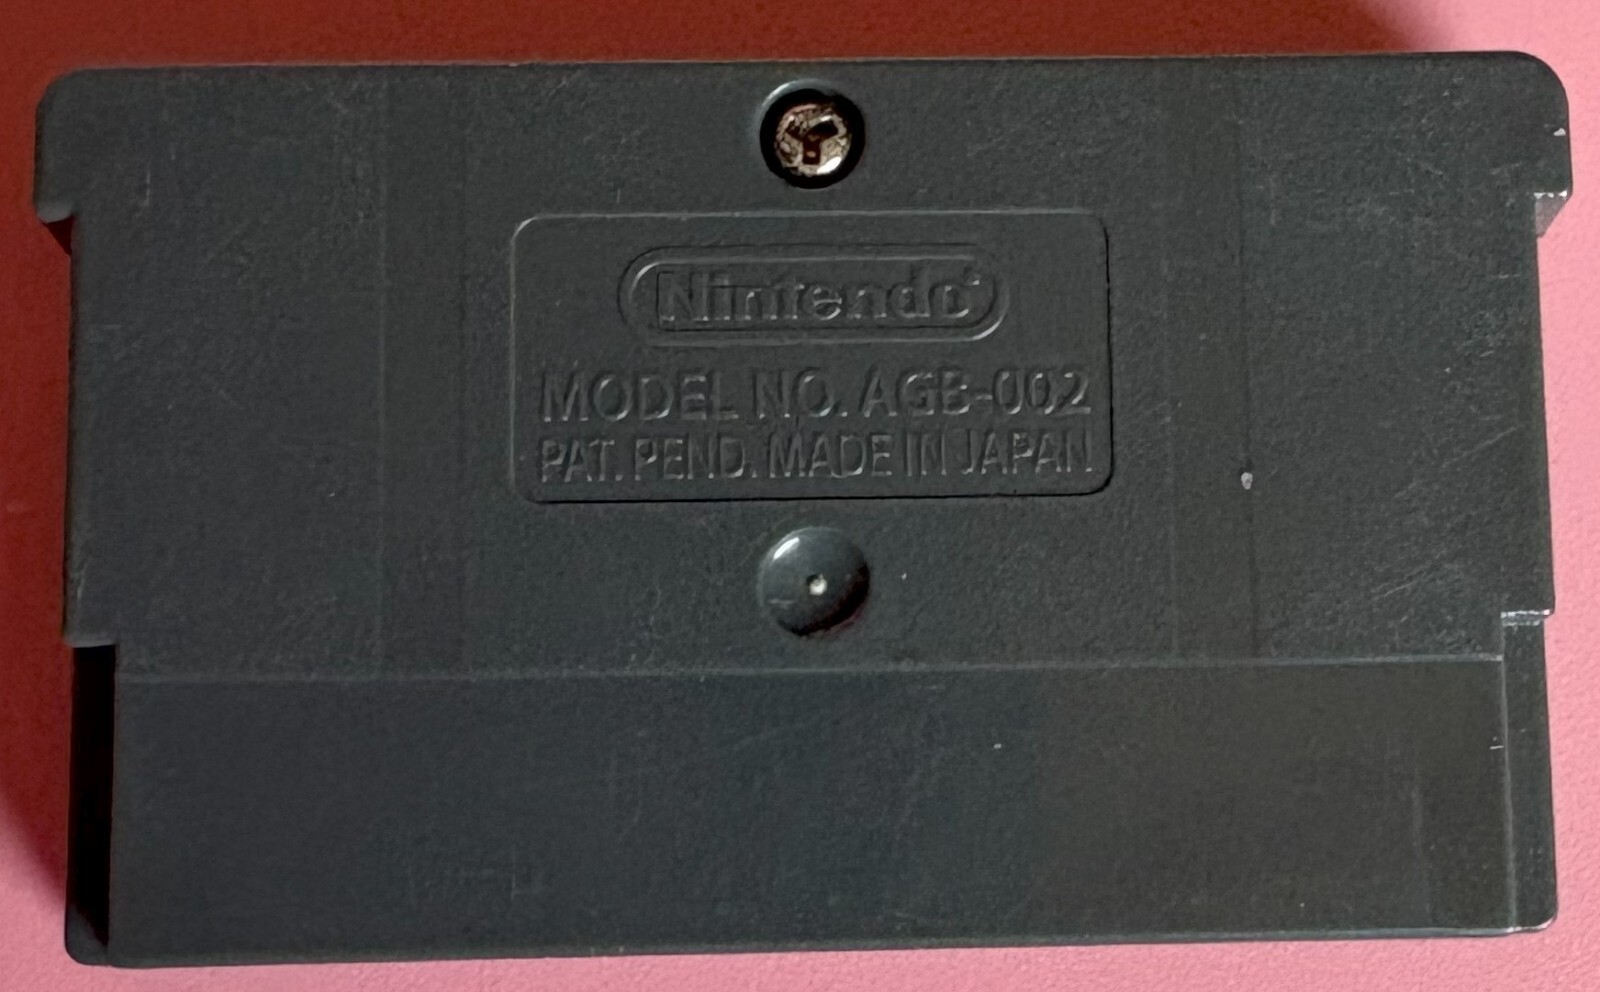 Nintendo®
MODEL NO. AGB-002
PAT. PEND. MADE IN JAPAN